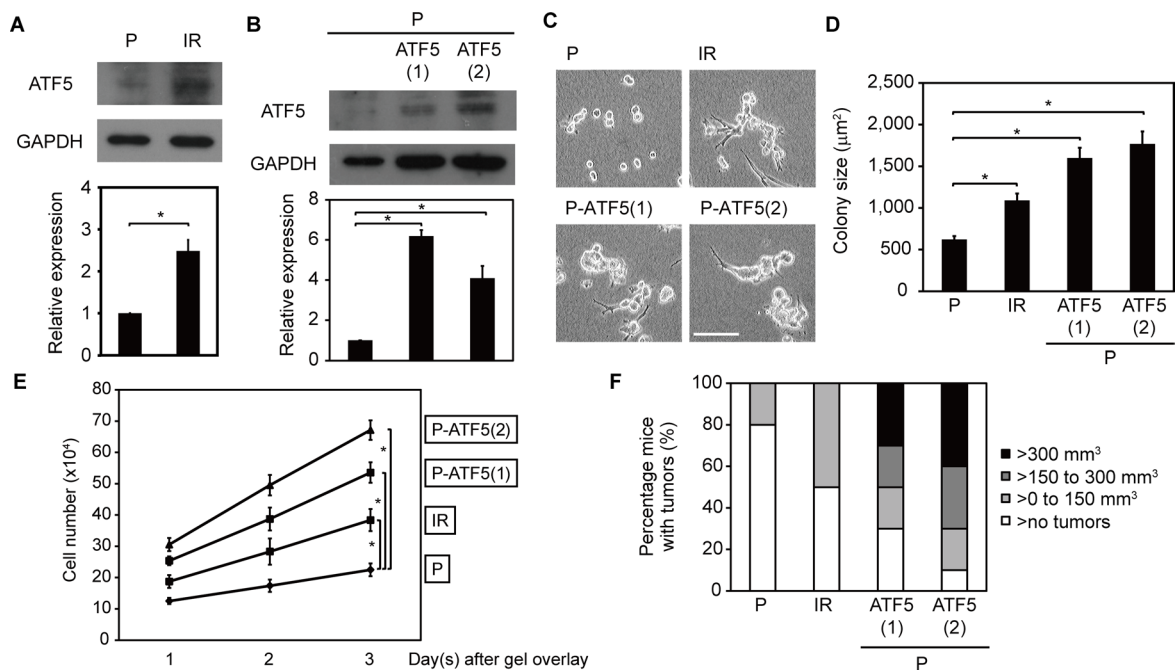 A
P IR
ATF5
GAPDH
Relative expression
4
3
2
1
0
*
P IR
B
P
ATF5 ATF5
(1) (2)
ATF5
GAPDH
Relative expression
8
6
4
2
0
*
*
C
P IR
P-ATF5(1) P-ATF5(2)
D
Colony size (μm²)
2,500
2,000
1,500
1,000
500
0
*
*
*
P IR ATF5 ATF5
(1) (2)
P
E
Cell number (x10⁴)
80
70
60
50
40
30
20
10
0
P-ATF5(2)
P-ATF5(1)
IR
P
*
*
*
1 2 3 Day(s) after gel overlay
F
Percentage mice
with tumors (%)
100
80
60
40
20
0
>300 mm³
>150 to 300 mm³
>0 to 150 mm³
>no tumors
P IR ATF5 ATF5
(1) (2)
P